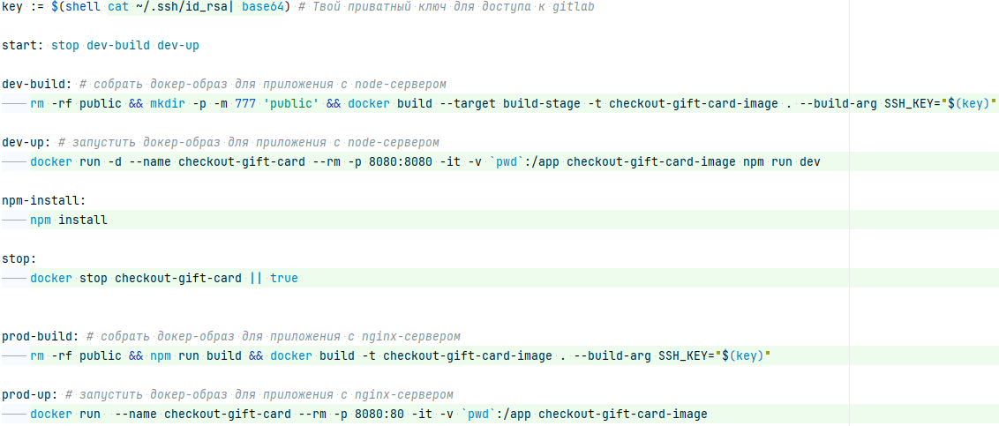 key := $(shell cat ~/.ssh/id_rsa| base64) # Твой приватный ключ для доступа к gitlab
start: stop dev-build dev-up
dev-build: # собрать докер-образ для приложения с node-сервером
rm -rf public && mkdir -p -m 777 'public' && docker build --target build-stage -t checkout-gift-card-image . --build-arg SSH_KEY="$(key)"
dev-up: # запустить докер-образ для приложения с node-сервером
docker run -d --name checkout-gift-card --rm -p 8080:8080 -it -v `pwd`:/app checkout-gift-card-image npm run dev
npm-install:
npm install
stop:
docker stop checkout-gift-card || true
prod-build: # собрать докер-образ для приложения с nginx-сервером
rm -rf public && npm run build && docker build -t checkout-gift-card-image . --build-arg SSH_KEY="$(key)"
prod-up: # запустить докер-образ для приложения с nginx-сервером
docker run  --name checkout-gift-card --rm -p 8080:80 -it -v `pwd`:/app checkout-gift-card-image